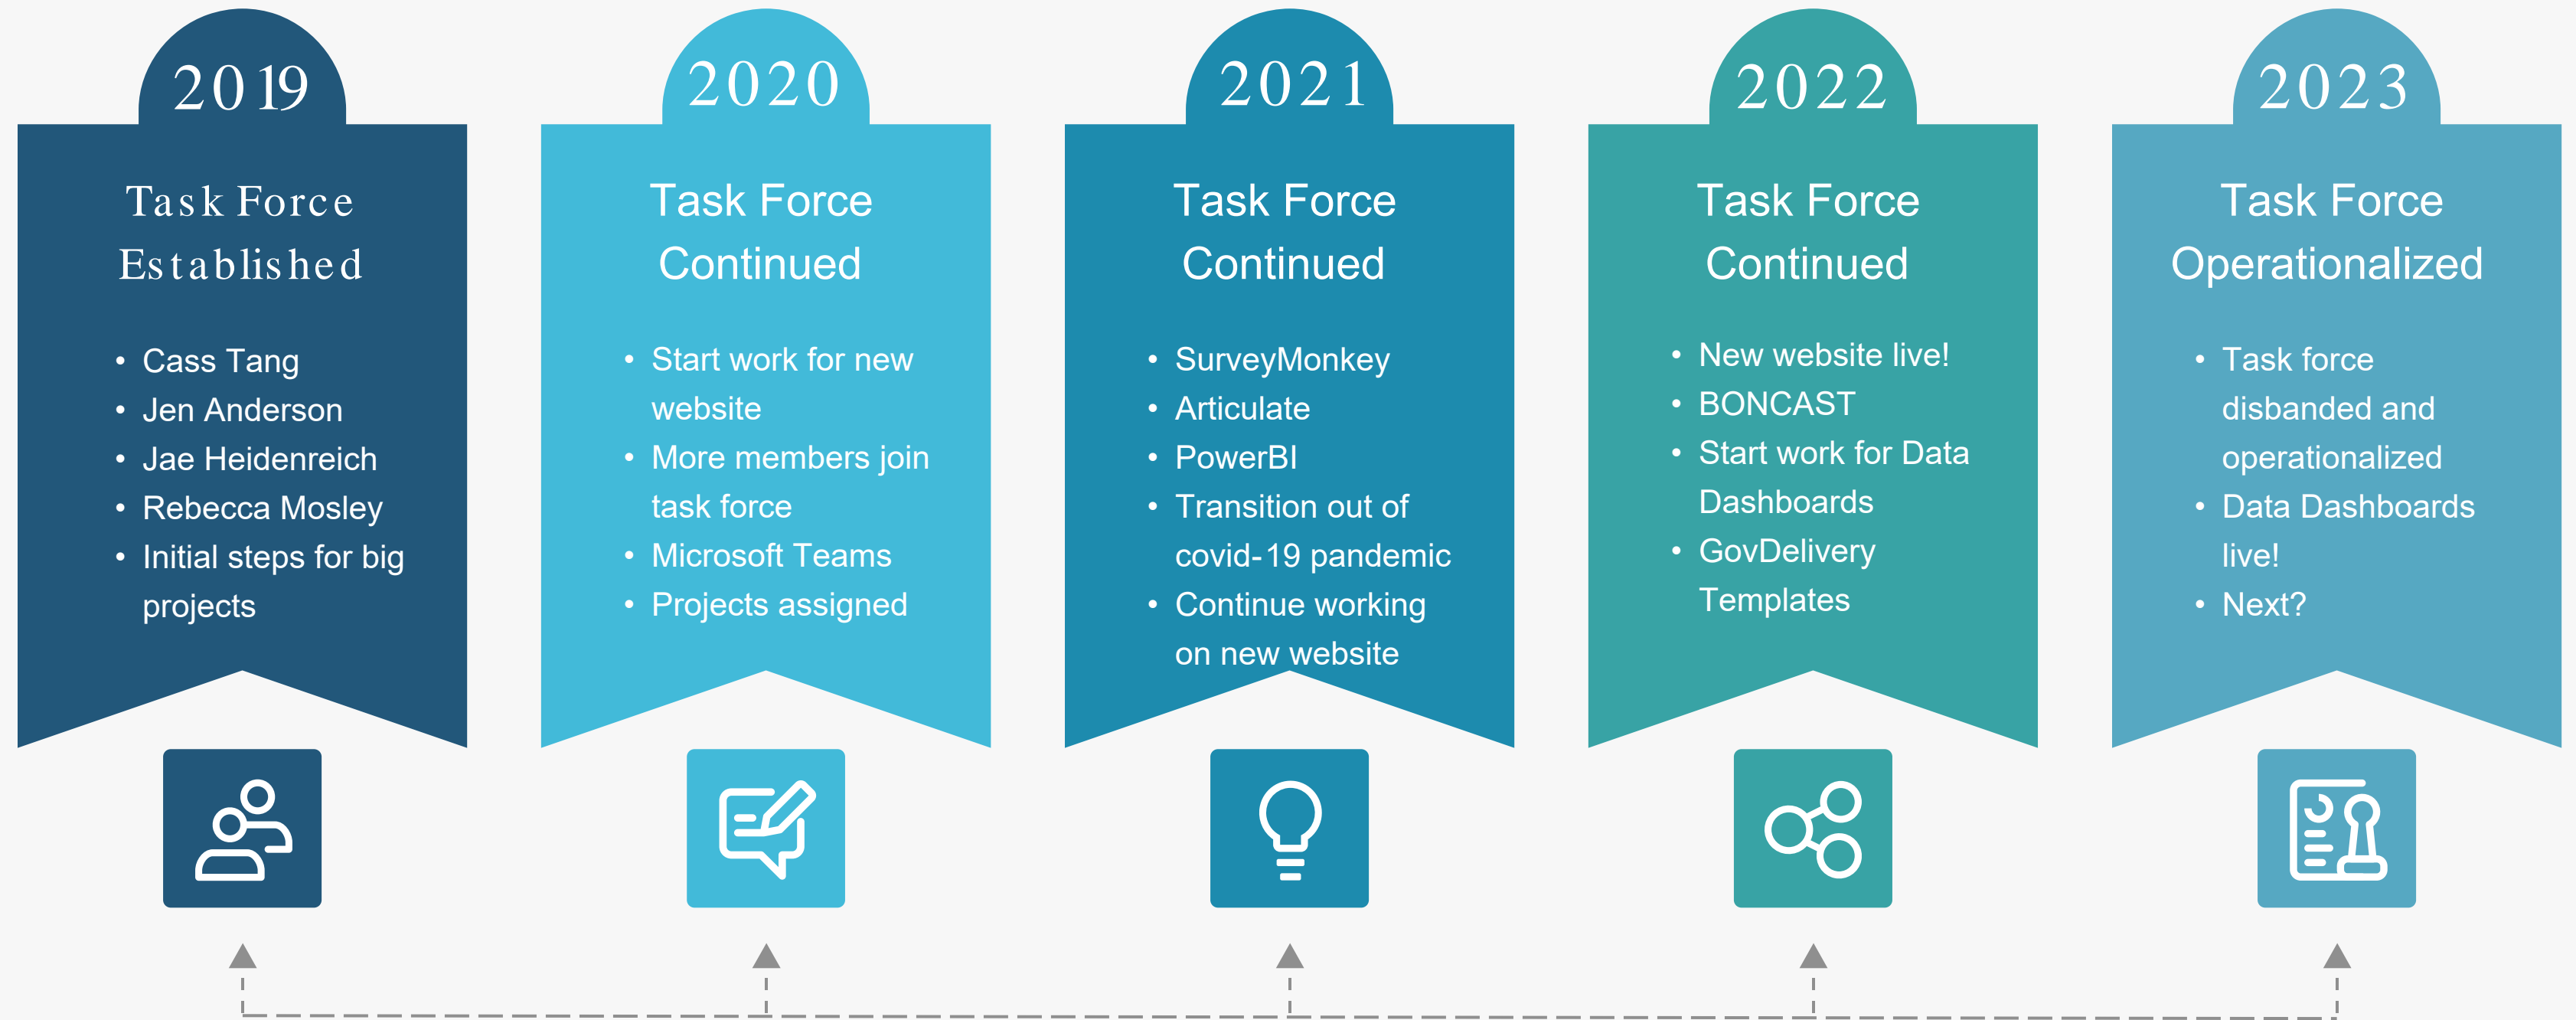 2019
Task Force
Established
• Cass Tang
• Jen Anderson
• Jae Heidenreich
• Rebecca Mosley
• Initial steps for big
projects
2020
Task Force
Continued
• Start work for new
website
• More members join
task force
• Microsoft Teams
• Projects assigned
2021
Task Force
Continued
• SurveyMonkey
• Articulate
• PowerBI
• Transition out of
covid-19 pandemic
• Continue working
on new website
2022
Task Force
Continued
• New website live!
• BONCAST
• Start work for Data
Dashboards
• GovDelivery
Templates
2023
Task Force
Operationalized
• Task force
disbanded and
operationalized
• Data Dashboards
live!
• Next?